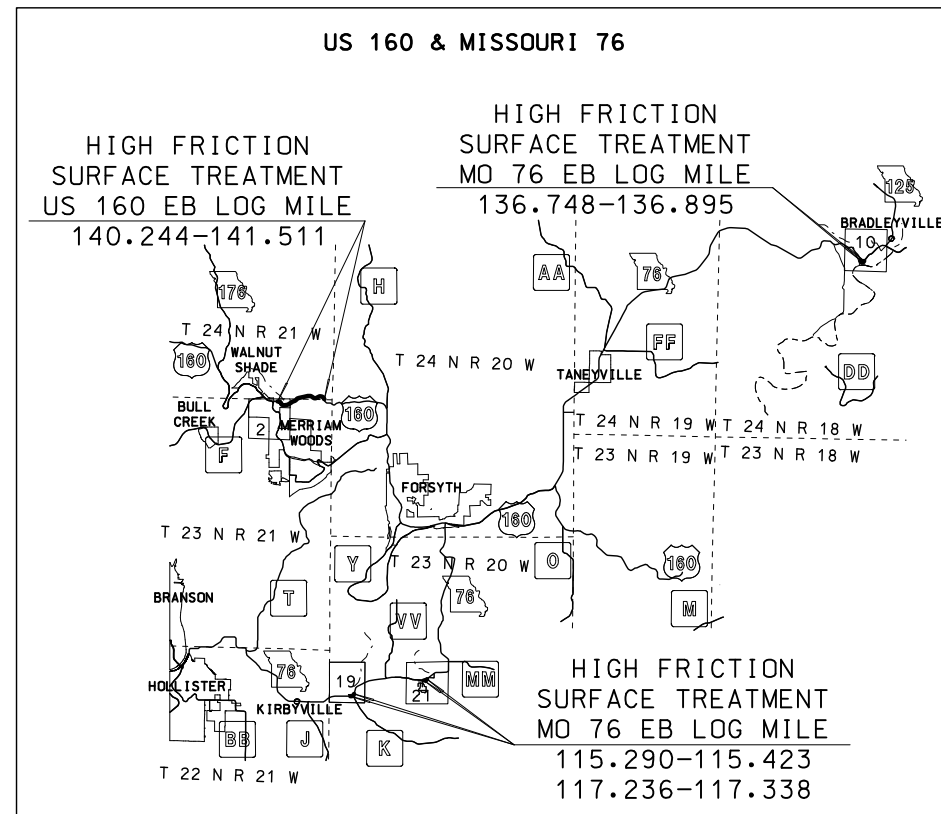 US 160 & MISSOURI 76
HIGH FRICTION
SURFACE TREATMENT
MO 76 EB LOG MILE
136.748-136.895
HIGH FRICTION
SURFACE TREATMENT
US 160 EB LOG MILE
140.244-141.511
125
BRADLEYVILLE
10
H
AA
76
176
T 24 N R 21 W
WALNUT
SHADE
160
T 24 N R 20 W
FF
TANEYVILLE
DD
BULL
CREEK
2
MERRIAM
WOODS
160
F
T 24 N R 19 W
T 24 N R 18 W
T 23 N R 19 W
T 23 N R 18 W
FORSYTH
160
T 23 N R 21 W
Y
T 23 N R 20 W
O
160
BRANSON
T
VV
76
M
HOLLISTER
76
19
21
MM
KIRBYVILLE
BB
J
K
T 22 N R 21 W
HIGH FRICTION
SURFACE TREATMENT
MO 76 EB LOG MILE
115.290-115.423
117.236-117.338